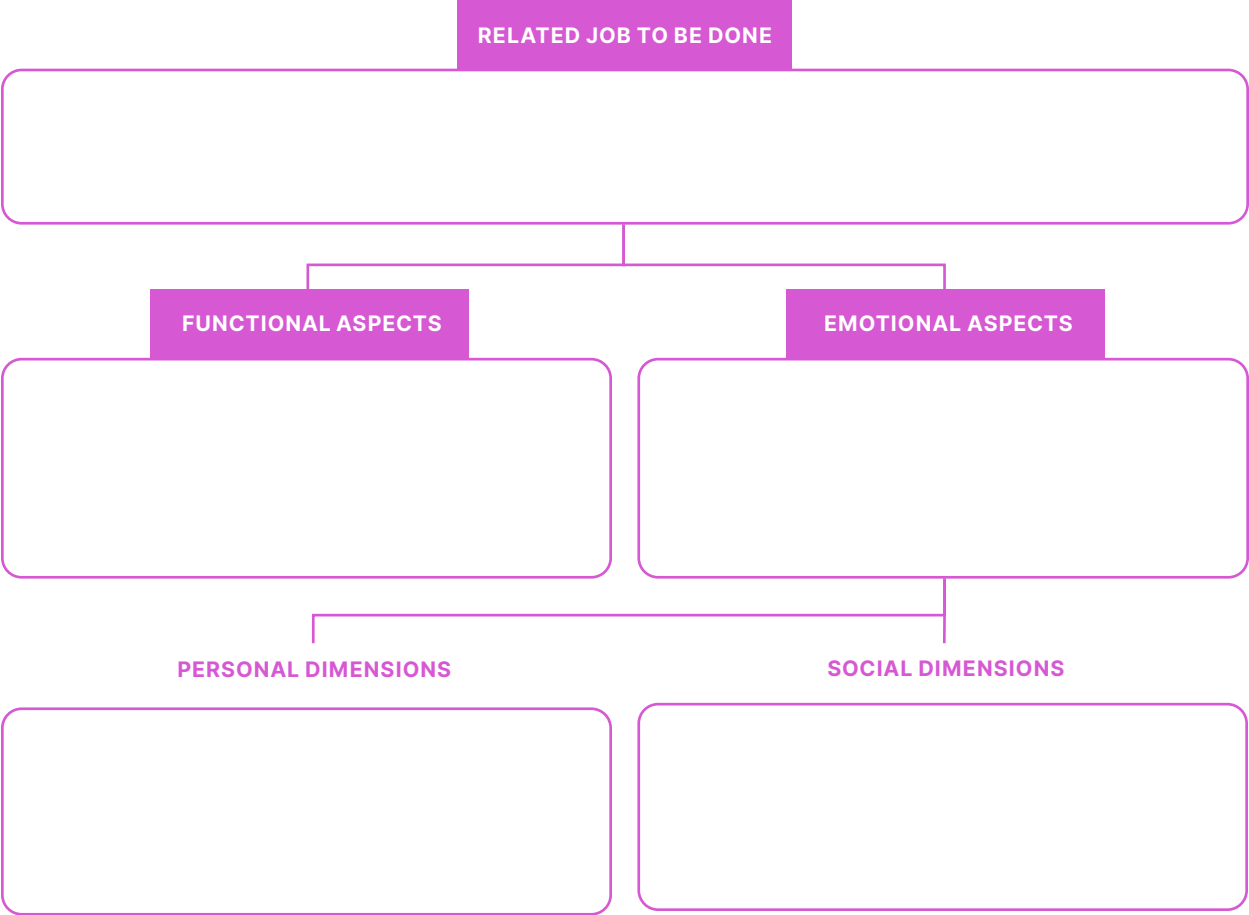 RELATED JOB TO BE DONE
FUNCTIONAL ASPECTS
EMOTIONAL ASPECTS
PERSONAL DIMENSIONS
SOCIAL DIMENSIONS